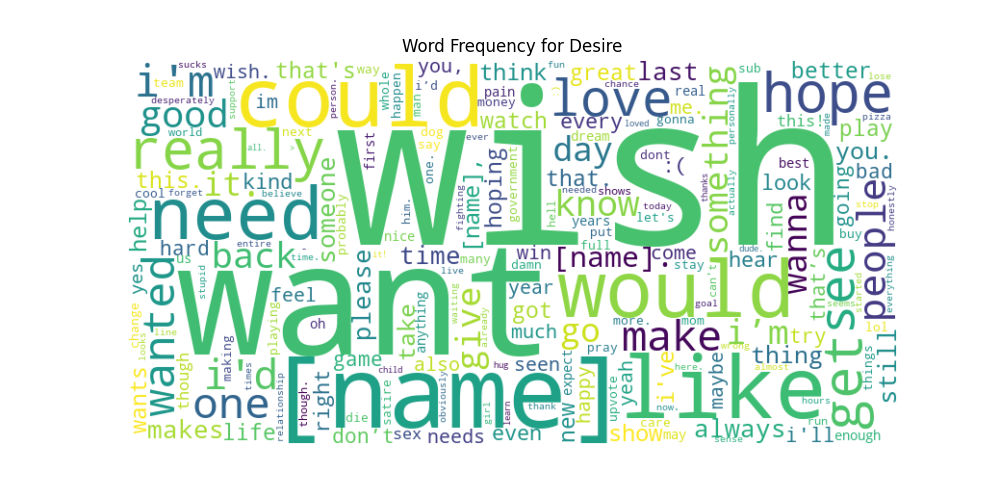 Word Frequency for Desire
sucks
team
i'm
wish.
that's
way
you,
i'd
think
fun
great
last
better
lose
desperately
support
im
person.
whole
happen
man
pain
money
:)
chance
real
me.
sub
personally
hope
pizza
good
could
love
watch
every
loved
gonna
something
this!
made
play
world
next
dog
say
ever
dream
really
all.
>
first
one.
wish
day
dont
:(
best
you.
this.
it.
kind
someone
[name],
hoping
government
that.
needed
shows
thanks
actually
look
bad
cool
forget
believe
probably
him.
fighting
hell
know
today
let's
wanna
find
going
stop
honestly
people
help
need
nice
years
put
full
buy
hard
entire
dude.
yes
us
back
time.
it!
time
many
win
[name].
come
hear
stupid
please
live
damn
stay
can't
that's
seems
started
everything
wanted
feel
want
year
would
goal
change
looks
line
playing
oh
take
anything
waiting
already
give
got
much
go
more.
mom
make
i'm
try
get
see
lol
things
still
though
making
times
i'd
game
child
also
hug
seen
right
new
expect
happy
pray
yeah
upvote
here.
i've
wrong
almost
maybe
thing
wants
one
relationship
though.
[name]
satire
obviously
girl
learn
thank
like
now.
hours
die
care
run
makes
life
don't
sex
needs
even
show
may
always
sense
i'll
enough